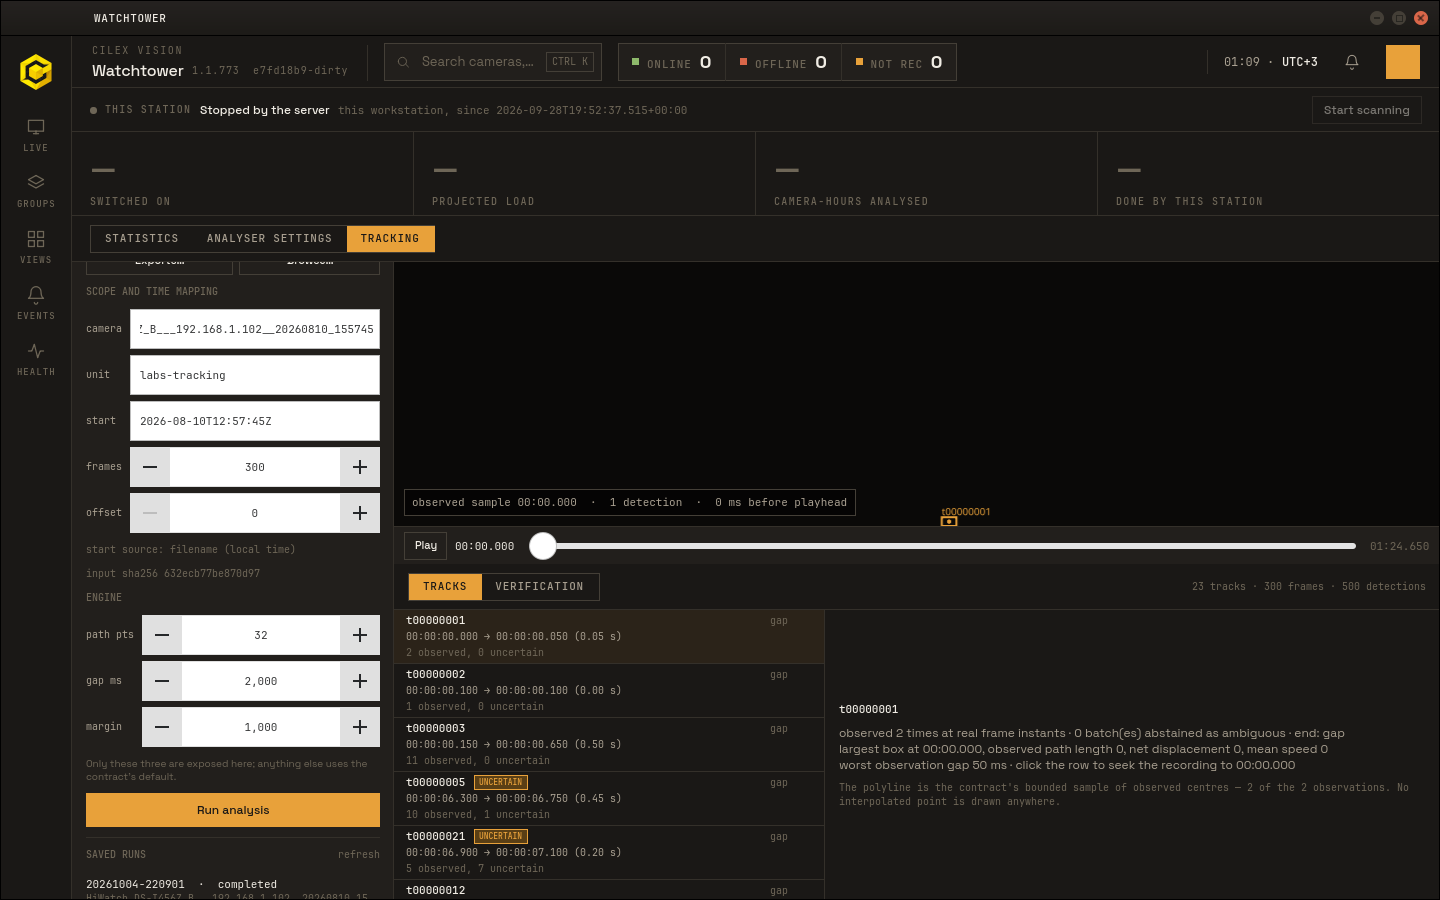 WATCHTOWER
CILEX VISION
Watchtower 1.1.773 e7fd18b9-dirty
Search cameras,... CTRL K
ONLINE 0
OFFLINE 0
NOT REC 0
01:09 · UTC+3
LIVE
GROUPS
VIEWS
EVENTS
HEALTH
THIS STATION Stopped by the server this workstation, since 2026-09-28T19:52:37.515+00:00
Start scanning
— SWITCHED ON
— PROJECTED LOAD
— CAMERA-HOURS ANALYSED
— DONE BY THIS STATION
STATISTICS ANALYSER SETTINGS TRACKING
SCOPE AND TIME MAPPING
camera _B___192.168.1.102__20260810_155745
unit labs-tracking
start 2026-08-10T12:57:45Z
frames — 300 +
offset — 0 +
start source: filename (local time)
input sha256 632ecb77be870d97
ENGINE
path pts — 32 +
gap ms — 2,000 +
margin — 1,000 +
Only these three are exposed here; anything else uses the
contract's default.
Run analysis
SAVED RUNS refresh
20261004-220901 · completed
observed sample 00:00.000 · 1 detection · 0 ms before playhead
t00000001
Play 00:00.000 01:24.650
TRACKS VERIFICATION
23 tracks · 300 frames · 500 detections
t00000001 gap
00:00:00.000 → 00:00:00.050 (0.05 s)
2 observed, 0 uncertain
t00000002 gap
00:00:00.100 → 00:00:00.100 (0.00 s)
1 observed, 0 uncertain
t00000003 gap
00:00:00.150 → 00:00:00.650 (0.50 s)
11 observed, 0 uncertain
t00000005 UNCERTAIN gap
00:00:06.300 → 00:00:06.750 (0.45 s)
10 observed, 1 uncertain
t00000021 UNCERTAIN gap
00:00:06.900 → 00:00:07.100 (0.20 s)
5 observed, 7 uncertain
t00000012 gap
t00000001
observed 2 times at real frame instants · 0 batch(es) abstained as ambiguous · end: gap
largest box at 00:00.000, observed path length 0, net displacement 0, mean speed 0
worst observation gap 50 ms · click the row to seek the recording to 00:00.000
The polyline is the contract's bounded sample of observed centres — 2 of the 2 observations. No
interpolated point is drawn anywhere.